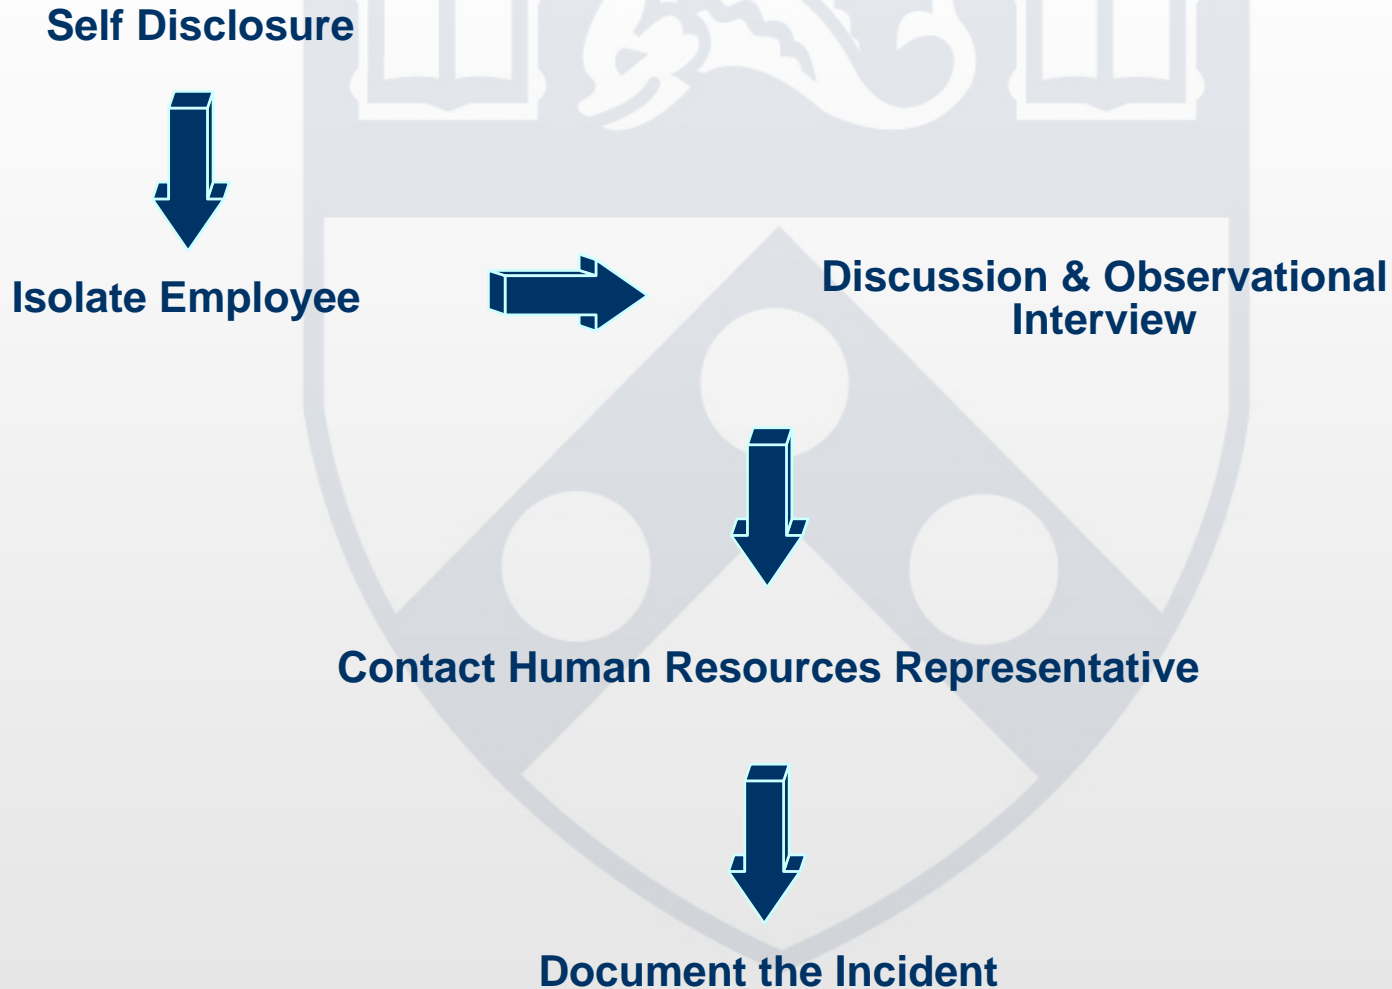 Self Disclosure
Isolate Employee
Discussion & Observational
Interview
Contact Human Resources Representative
Document the Incident